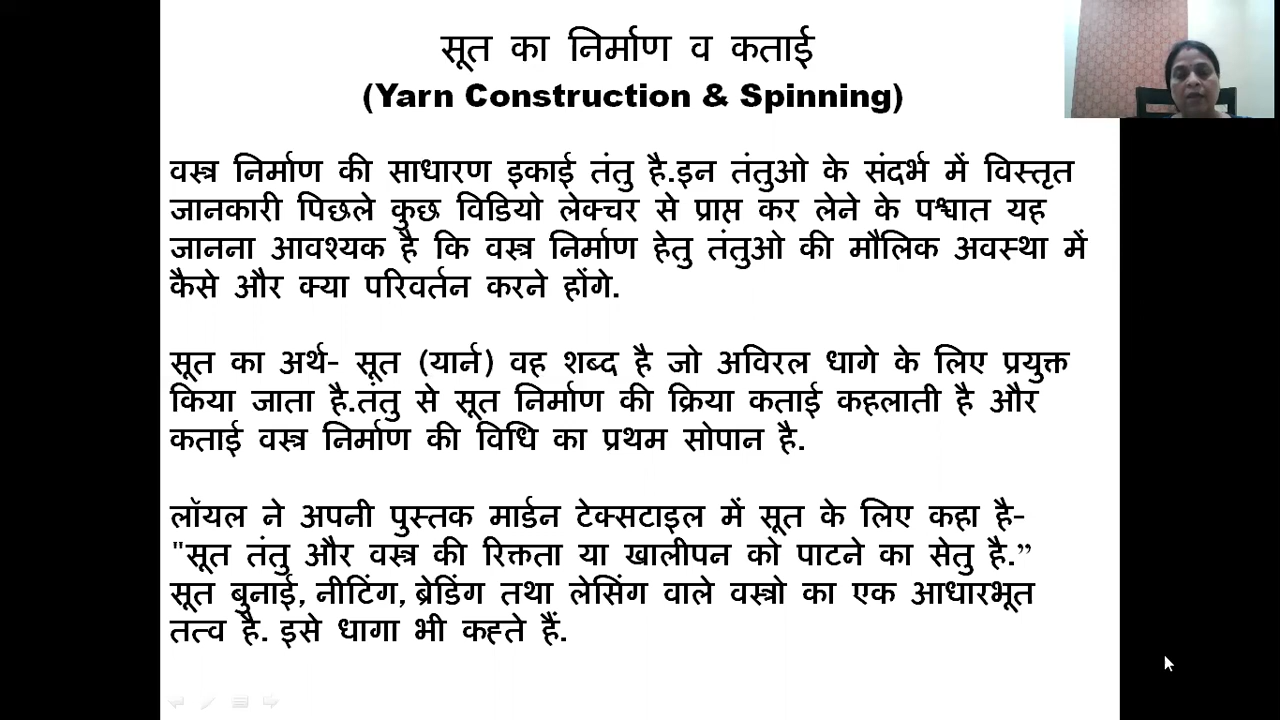 सूत का निर्माण व कताई
(Yarn Construction & Spinning)
वस्त्र निर्माण की साधारण इकाई तंतु है.इन तंतुओ के संदर्भ में विस्तृत
जानकारी पिछले कुछ विडियो लेक्चर से प्राप्त कर लेने के पश्चात यह
जानना आवश्यक है कि वस्त्र निर्माण हेतु तंतुओ की मौलिक अवस्था में
कैसे और क्या परिवर्तन करने होंगे.
सूत का अर्थ- सूत (यार्न) वह शब्द है जो अविरल धागे के लिए प्रयुक्त
किया जाता है.तंतु से सूत निर्माण की क्रिया कताई कहलाती है और
कताई वस्त्र निर्माण की विधि का प्रथम सोपान है.
लॉयल ने अपनी पुस्तक मार्डन टेक्सटाइल में सूत के लिए कहा है-
"सूत तंतु और वस्त्र की रिक्तता या खालीपन को पाटने का सेतु है.”
सूत बुनाई, नीटिंग, ब्रेडिंग तथा लेसिंग वाले वस्त्रो का एक आधारभूत
तत्व है. इसे धागा भी कह्ते हैं.